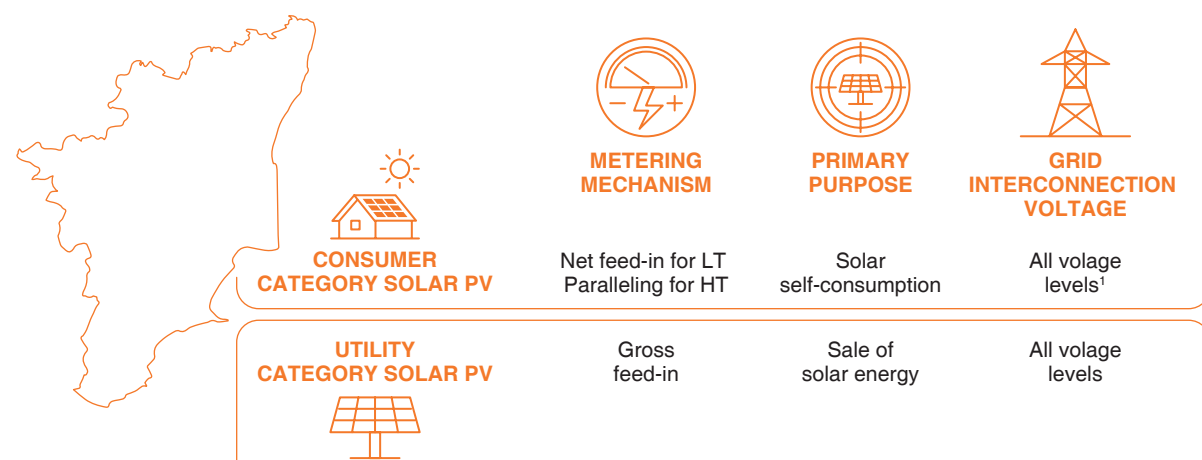 METERING
MECHANISM
PRIMARY
PURPOSE
GRID
INTERCONNECTION
VOLTAGE
CONSUMER
CATEGORY SOLAR PV
Net feed-in for LT
Paralleling for HT
Solar
self-consumption
All volage
levels¹
UTILITY
CATEGORY SOLAR PV
Gross
feed-in
Sale of
solar energy
All volage
levels